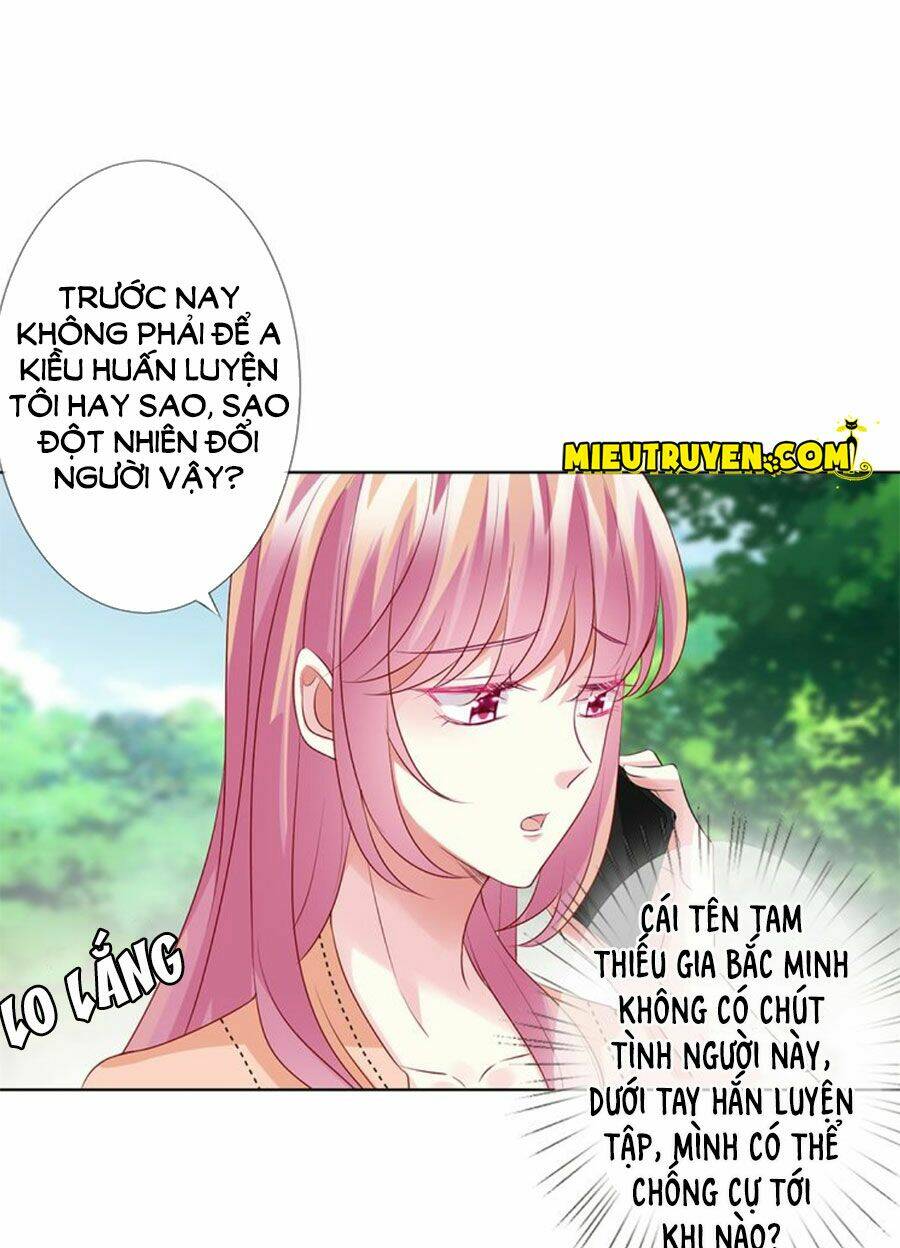 TRƯỚC NAY
KHÔNG PHẢI ĐỂ A
KIỀU HUẤN LUYỆN
TÔI HAY SAO, SAO
ĐỘT NHIÊN ĐỔI
NGƯỜI VẬY?
MIEUTRUYEN.COM
LO LẮNG
CÁI TÊN TAM
THIẾU GIA BẮC MINH
KHÔNG CÓ CHÚT
TÌNH NGƯỜI NÀY,
DƯỚI TAY HẮN LUYỆN
TẬP, MÌNH CÓ THỂ
CHỐNG CỰ TỚI
KHI NÀO?